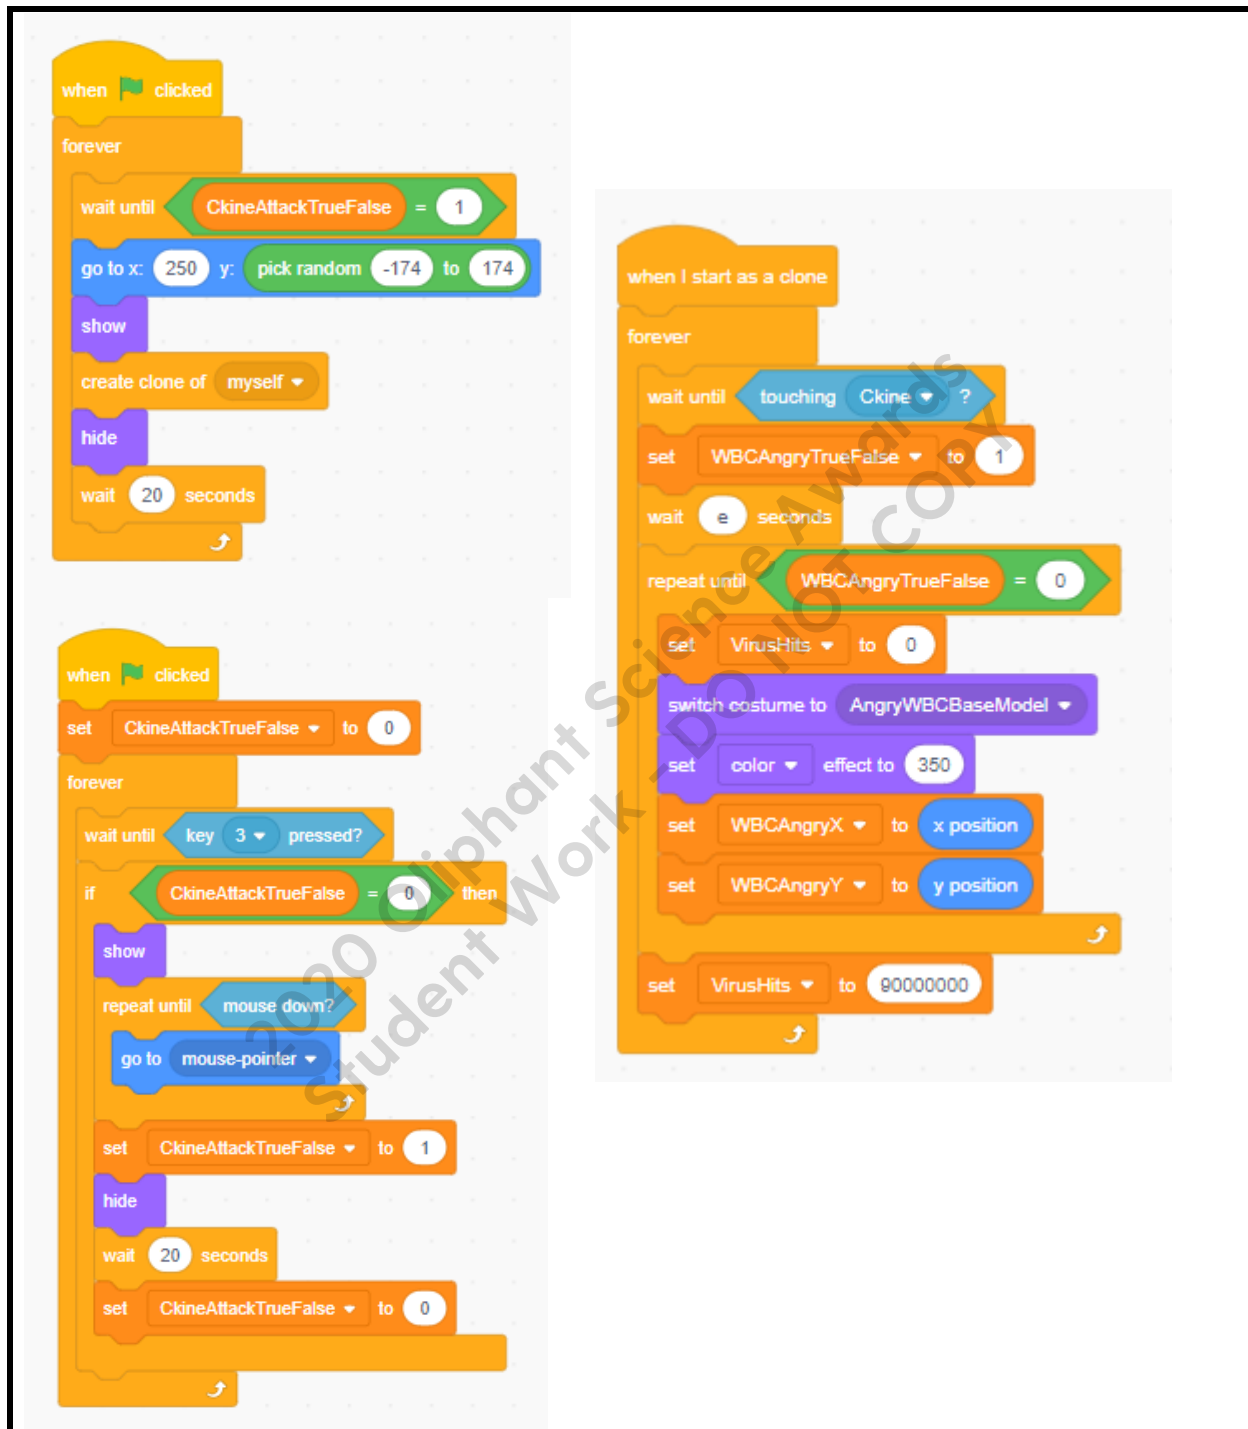 when clicked
forever
wait until CkineAttackTrueFalse = 1
go to x: 250 y: pick random -174 to 174
show
create clone of myself
hide
wait 20 seconds
when clicked
set CkineAttackTrueFalse to 0
forever
wait until key 3 pressed?
if CkineAttackTrueFalse = 0 then
show
repeat until mouse down?
go to mouse-pointer
set CkineAttackTrueFalse to 1
hide
wait 20 seconds
set CkineAttackTrueFalse to 0
when I start as a clone
forever
wait until touching Ckine ?
set WBCAngryTrueFalse to 1
wait e seconds
repeat until WBCAngryTrueFalse = 0
set VirusHits to 0
switch costume to AngryWBCBaseModel
set color effect to 350
set WBCAngryX to x position
set WBCAngryY to y position
set VirusHits to 90000000
2020 Oliphant Science Awards
Student Work - DO NOT COPY